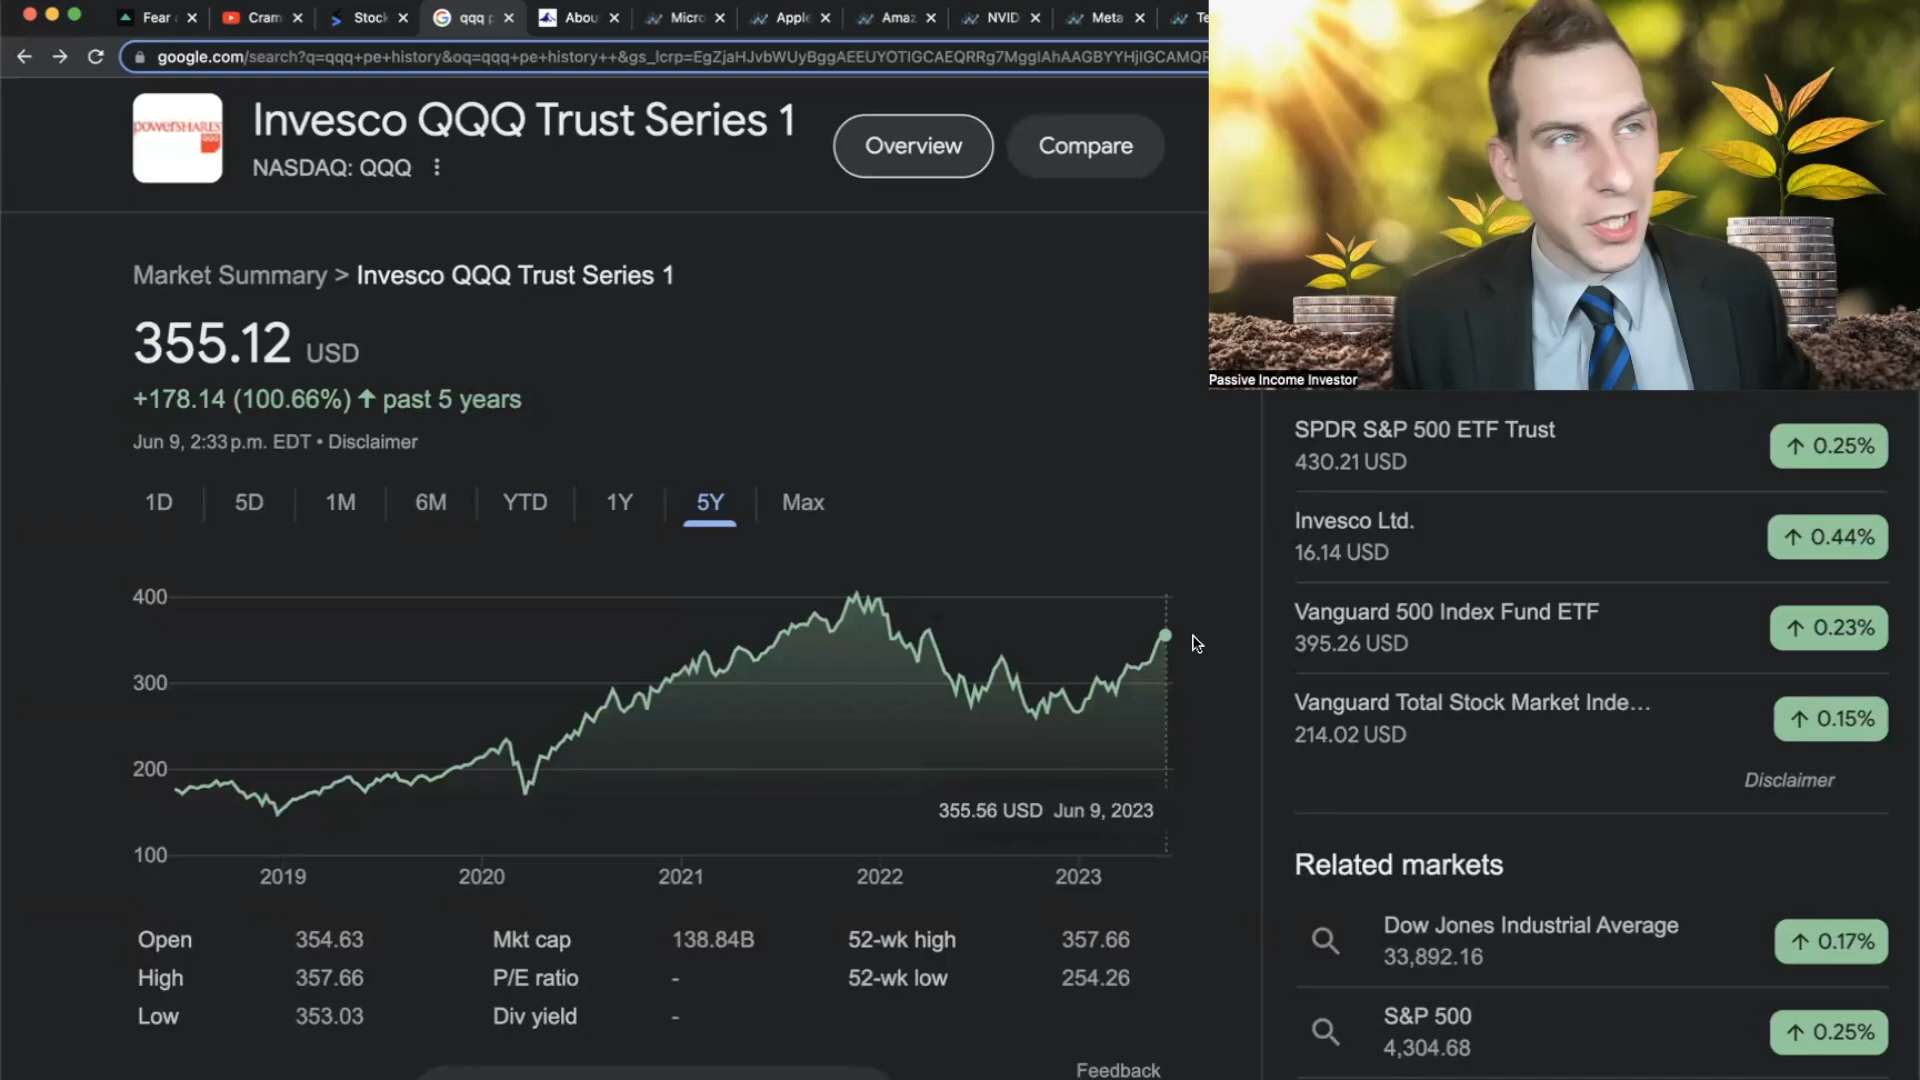 Fear
Cram
Stock
qqq p
Abou
Micro
Apple
Amaz
NVID
Meta
Te
google.com/search?q=qqq+pe+history&oq=qqq+pe+history++&gs_lcrp=EgZjaHJvbWUyBggAEEUYOTIGCAEQRRg7MggIAhAAGBYYHjIGCAMQR
powerSHARES
QQQ
Invesco QQQ Trust Series 1
NASDAQ: QQQ
Overview
Compare
Passive Income Investor
Market Summary > Invesco QQQ Trust Series 1
355.12 USD
+178.14 (100.66%) ↑ past 5 years
Jun 9, 2:33 p.m. EDT • Disclaimer
1D 5D 1M 6M YTD 1Y 5Y Max
400
300
200
100
355.56 USD Jun 9, 2023
2019 2020 2021 2022 2023
Open 354.63 Mkt cap 138.84B 52-wk high 357.66
High 357.66 P/E ratio - 52-wk low 254.26
Low 353.03 Div yield -
Feedback
SPDR S&P 500 ETF Trust
430.21 USD
↑ 0.25%
Invesco Ltd.
16.14 USD
↑ 0.44%
Vanguard 500 Index Fund ETF
395.26 USD
↑ 0.23%
Vanguard Total Stock Market Inde...
214.02 USD
↑ 0.15%
Disclaimer
Related markets
Dow Jones Industrial Average
33,892.16
↑ 0.17%
S&P 500
4,304.68
↑ 0.25%